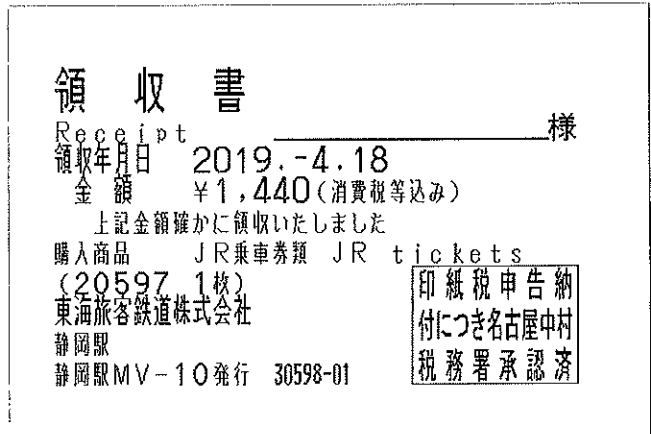 領収書
Receipt 様
領収年月日 2019.-4.18
金額 ¥1,440(消費税等込み)
上記金額確かに領収いたしました
購入商品 JR乗車券類 JR tickets
(20597 1枚)
東海旅客鉄道株式会社
静岡駅
静岡駅MV-10発行 30598-01
印紙税申告納
付につき名古屋中村
税務署承認済